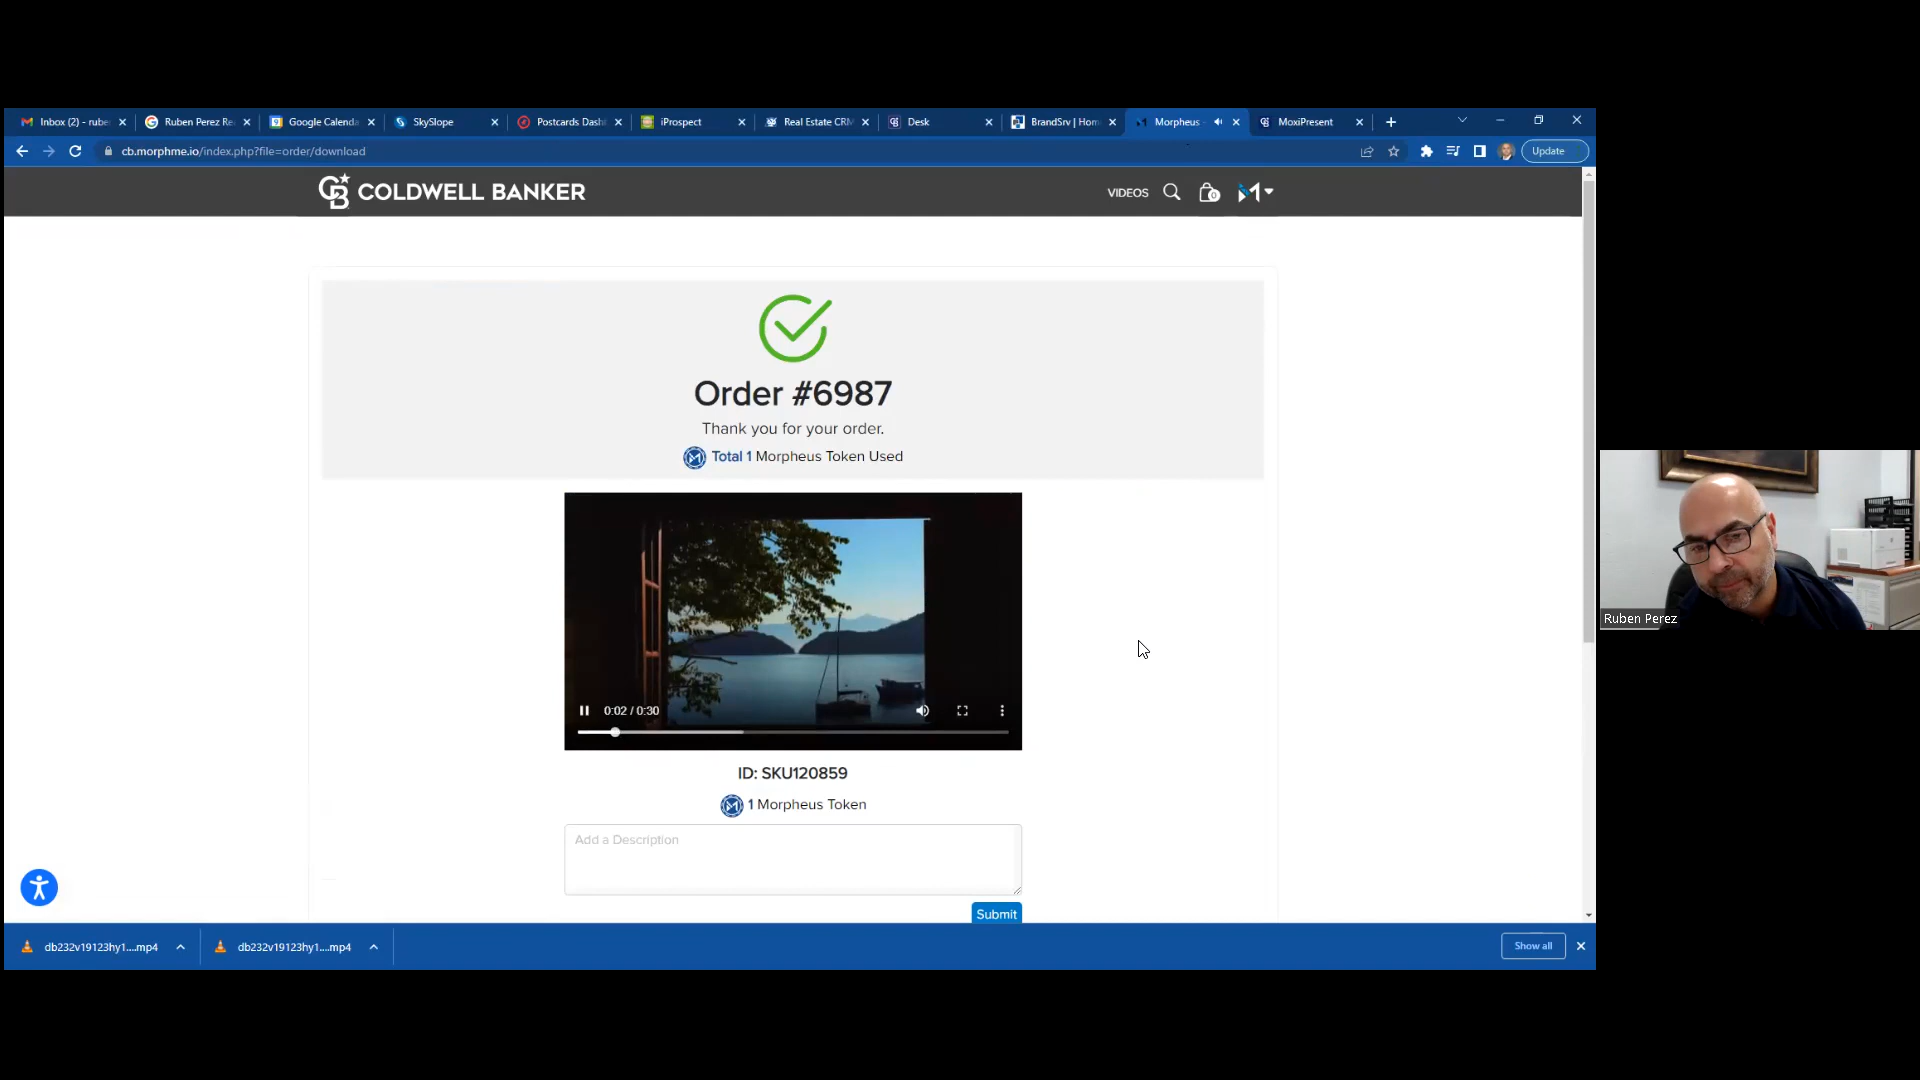 Inbox (2) - rube
Ruben Perez Re
Google Calenda
SkySlope
Postcards Dash
iProspect
Real Estate CRM
Desk
BrandSrv | Hom
Morpheus
MoxiPresent
cb.morphme.io/index.php?file=order/download
Update
CB COLDWELL BANKER
VIDEOS
0
Order #6987
Thank you for your order.
Total 1 Morpheus Token Used
0:02 / 0:30
ID: SKU120859
1 Morpheus Token
Add a Description
Submit
Ruben Perez
db232v19123hy1....mp4
db232v19123hy1....mp4
Show all